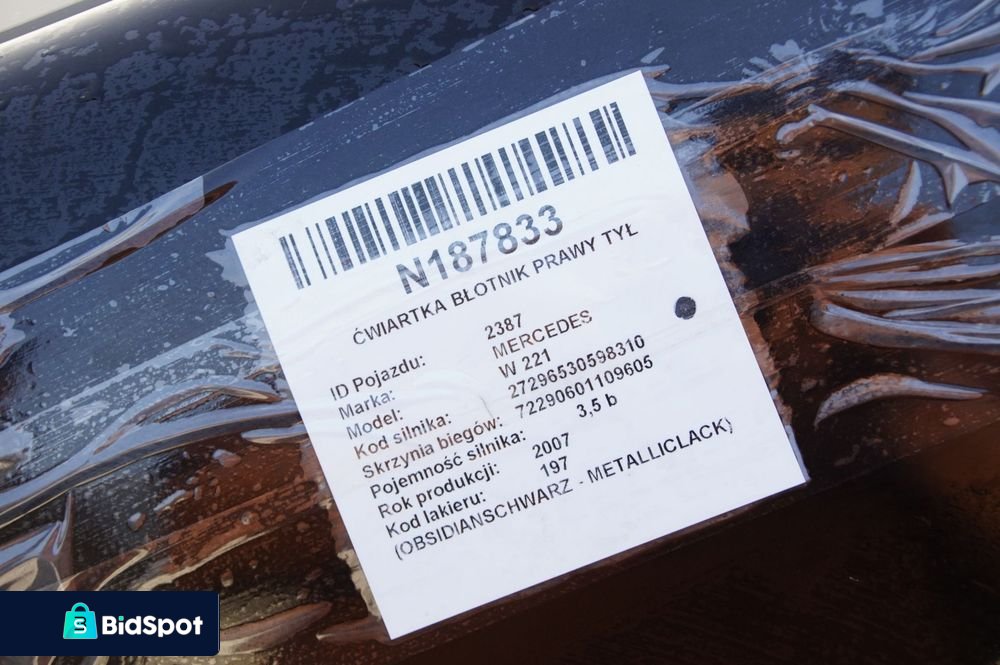 N187833
ĆWIARTKA BŁOTNIK PRAWY TYŁ
ID Pojazdu: 2387
Marka: MERCEDES
Model: W 221
Kod silnika: 27296530598310
Skrzynia biegów: 72290601109605
Pojemność silnika: 3,5 b
Rok produkcji: 2007
Kod lakieru: 197
(OBSIDIANSCHWARZ - METALLICLACK)
S BidSpot